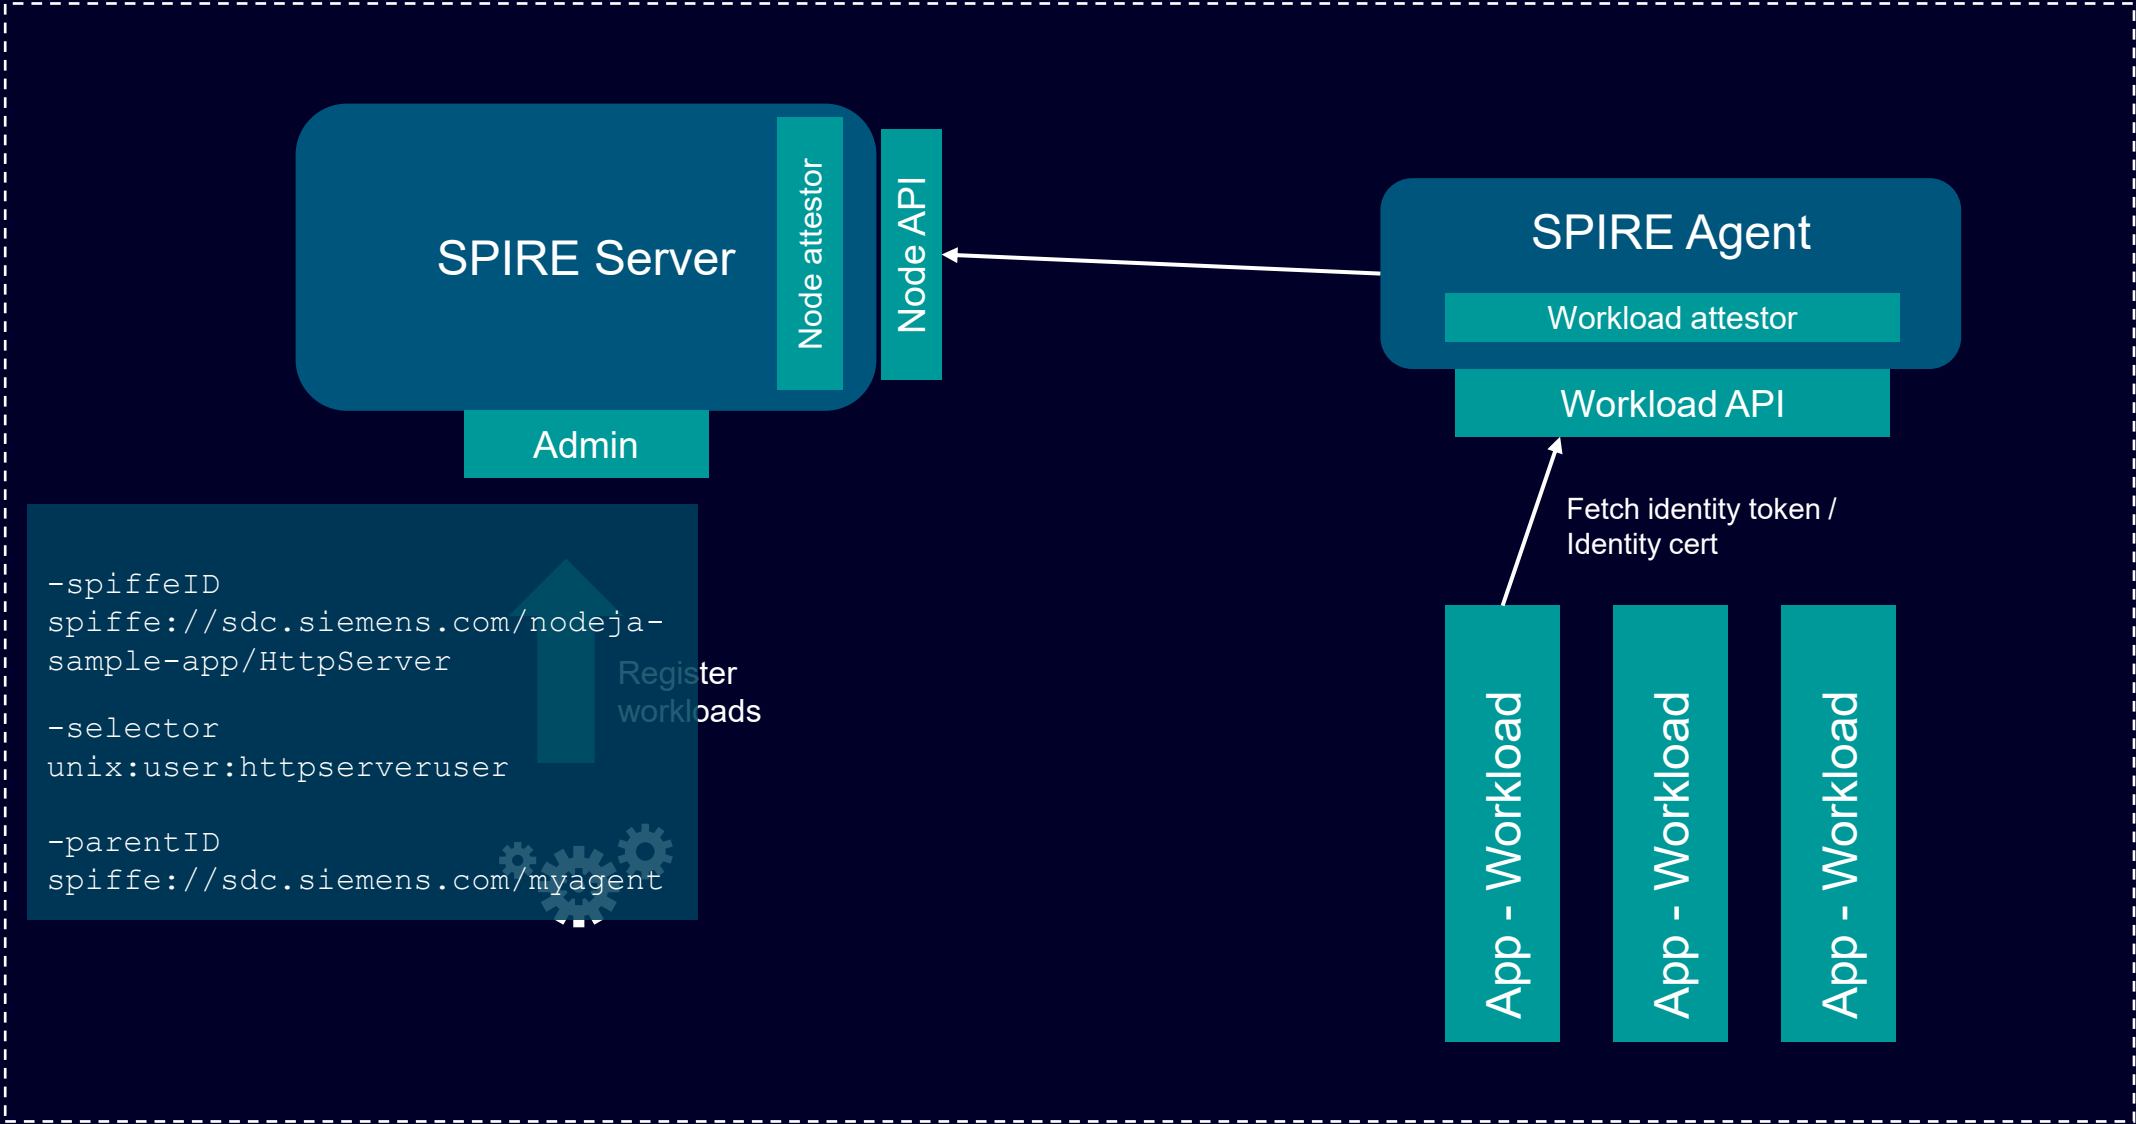 SPIRE Server
Node attestor
Node API
Admin
SPIRE Agent
Workload attestor
Workload API
Fetch identity token /
Identity cert
-spiffeID
spiffe://sdc.siemens.com/nodeja-
sample-app/HttpServer
-selector
unix:user:httpserveruser
-parentID
spiffe://sdc.siemens.com/myagent
Register
workloads
App - Workload
App - Workload
App - Workload